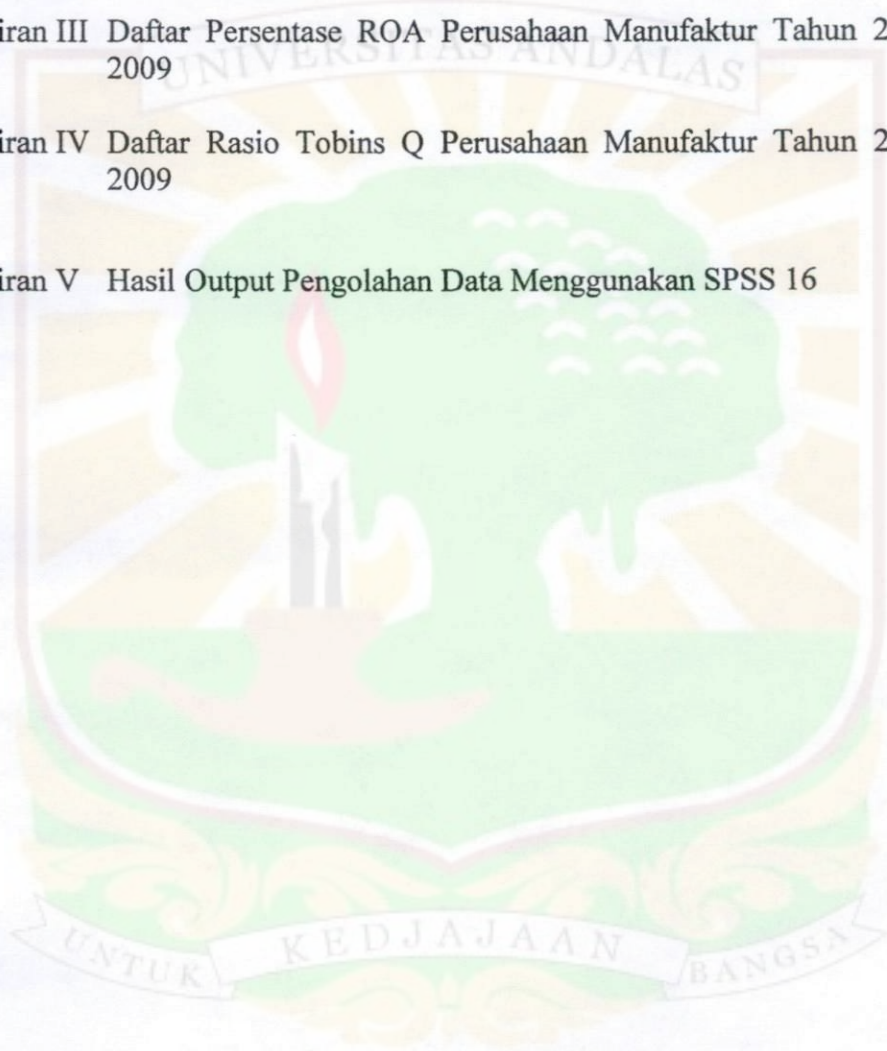 iran III Daftar Persentase ROA Perusahaan Manufaktur Tahun 2
2009
UNIVERSITAS ANDALAS
iran IV Daftar Rasio Tobins Q Perusahaan Manufaktur Tahun 2
2009
iran V Hasil Output Pengolahan Data Menggunakan SPSS 16
UNTUK KEDJAJAAN BANGSA